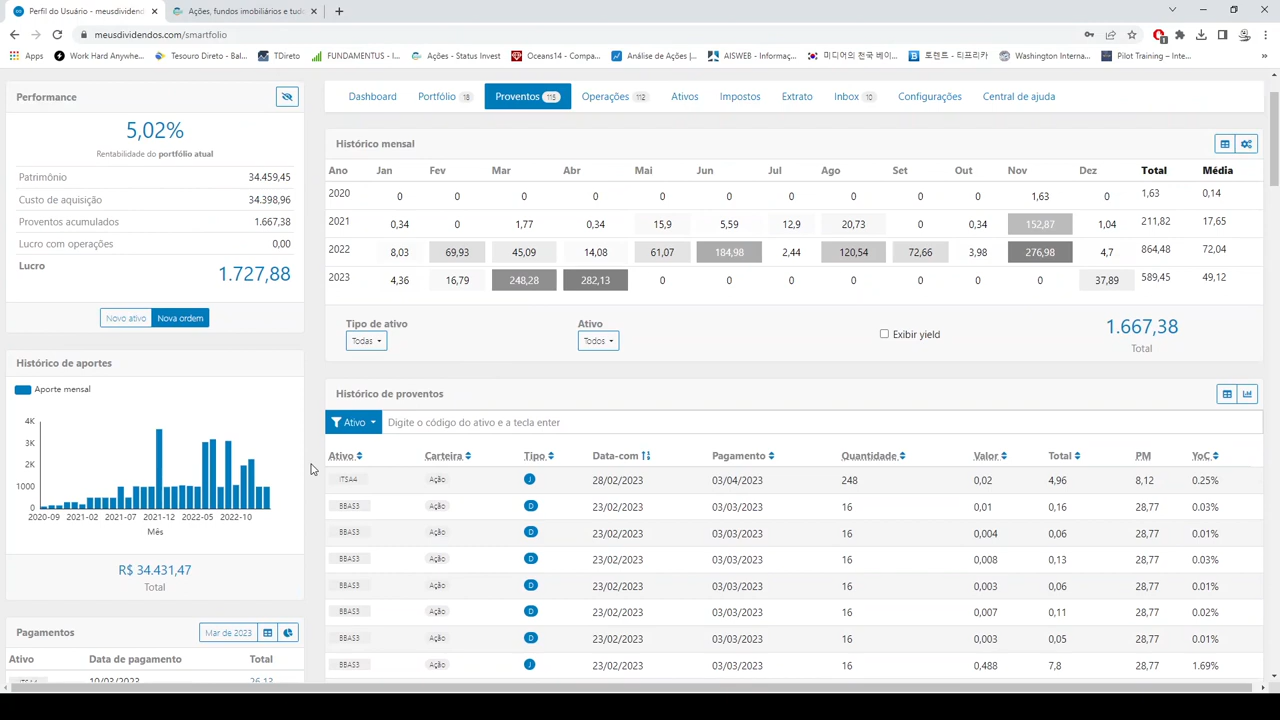 Perfil do Usuário - meusdividend
Ações, fundos imobiliários e tudo
meusdividendos.com/smartfolio
Apps
Work Hard Anywhe...
Tesouro Direto - Bal...
TDireto
FUNDAMENTUS - I...
Ações - Status Invest
Oceans14 - Compa...
Análise de Ações |...
AISWEB - Informaç...
미디어의 천국 베이...
토렌트 - 티프리카
Washington Interna...
Pilot Training – Inte...
Performance
5,02%
Rentabilidade do portfólio atual
Patrimônio 34.459,45
Custo de aquisição 34.398,96
Proventos acumulados 1.667,38
Lucro com operações 0,00
Lucro 1.727,88
Novo ativo Nova ordem
Histórico de aportes
Aporte mensal
4K
3K
2K
1000
0
2020-09 2021-02 2021-07 2021-12 2022-05 2022-10
Mês
R$ 34.431,47
Total
Pagamentos Mar de 2023
Ativo Data de pagamento Total
ITSA4 10/03/2023 26,13
Dashboard Portfólio 18 Proventos 115 Operações 112 Ativos Impostos Extrato Inbox 10 Configurações Central de ajuda
Histórico mensal
Ano Jan Fev Mar Abr Mai Jun Jul Ago Set Out Nov Dez Total Média
2020 0 0 0 0 0 0 0 0 0 0 1,63 1,63 0,14
2021 0,34 0 1,77 0,34 15,9 5,59 12,9 20,73 0 0,34 152,87 1,04 211,82 17,65
2022 8,03 69,93 45,09 14,08 61,07 184,98 2,44 120,54 72,66 3,98 276,98 4,7 864,48 72,04
2023 4,36 16,79 248,28 282,13 0 0 0 0 0 0 0 37,89 589,45 49,12
Tipo de ativo
Todas
Ativo
Todos
Exibir yield
1.667,38
Total
Histórico de proventos
Ativo Digite o código do ativo e a tecla enter
Ativo Carteira Tipo Data-com Pagamento Quantidade Valor Total PM YoC
ITSA4 Ação J 28/02/2023 03/04/2023 248 0,02 4,96 8,12 0.25%
BBAS3 Ação D 23/02/2023 03/03/2023 16 0,01 0,16 28,77 0.03%
BBAS3 Ação D 23/02/2023 03/03/2023 16 0,004 0,06 28,77 0.01%
BBAS3 Ação D 23/02/2023 03/03/2023 16 0,008 0,13 28,77 0.03%
BBAS3 Ação D 23/02/2023 03/03/2023 16 0,003 0,06 28,77 0.01%
BBAS3 Ação D 23/02/2023 03/03/2023 16 0,007 0,11 28,77 0.02%
BBAS3 Ação D 23/02/2023 03/03/2023 16 0,003 0,05 28,77 0.01%
BBAS3 Ação J 23/02/2023 03/03/2023 16 0,488 7,8 28,77 1.69%